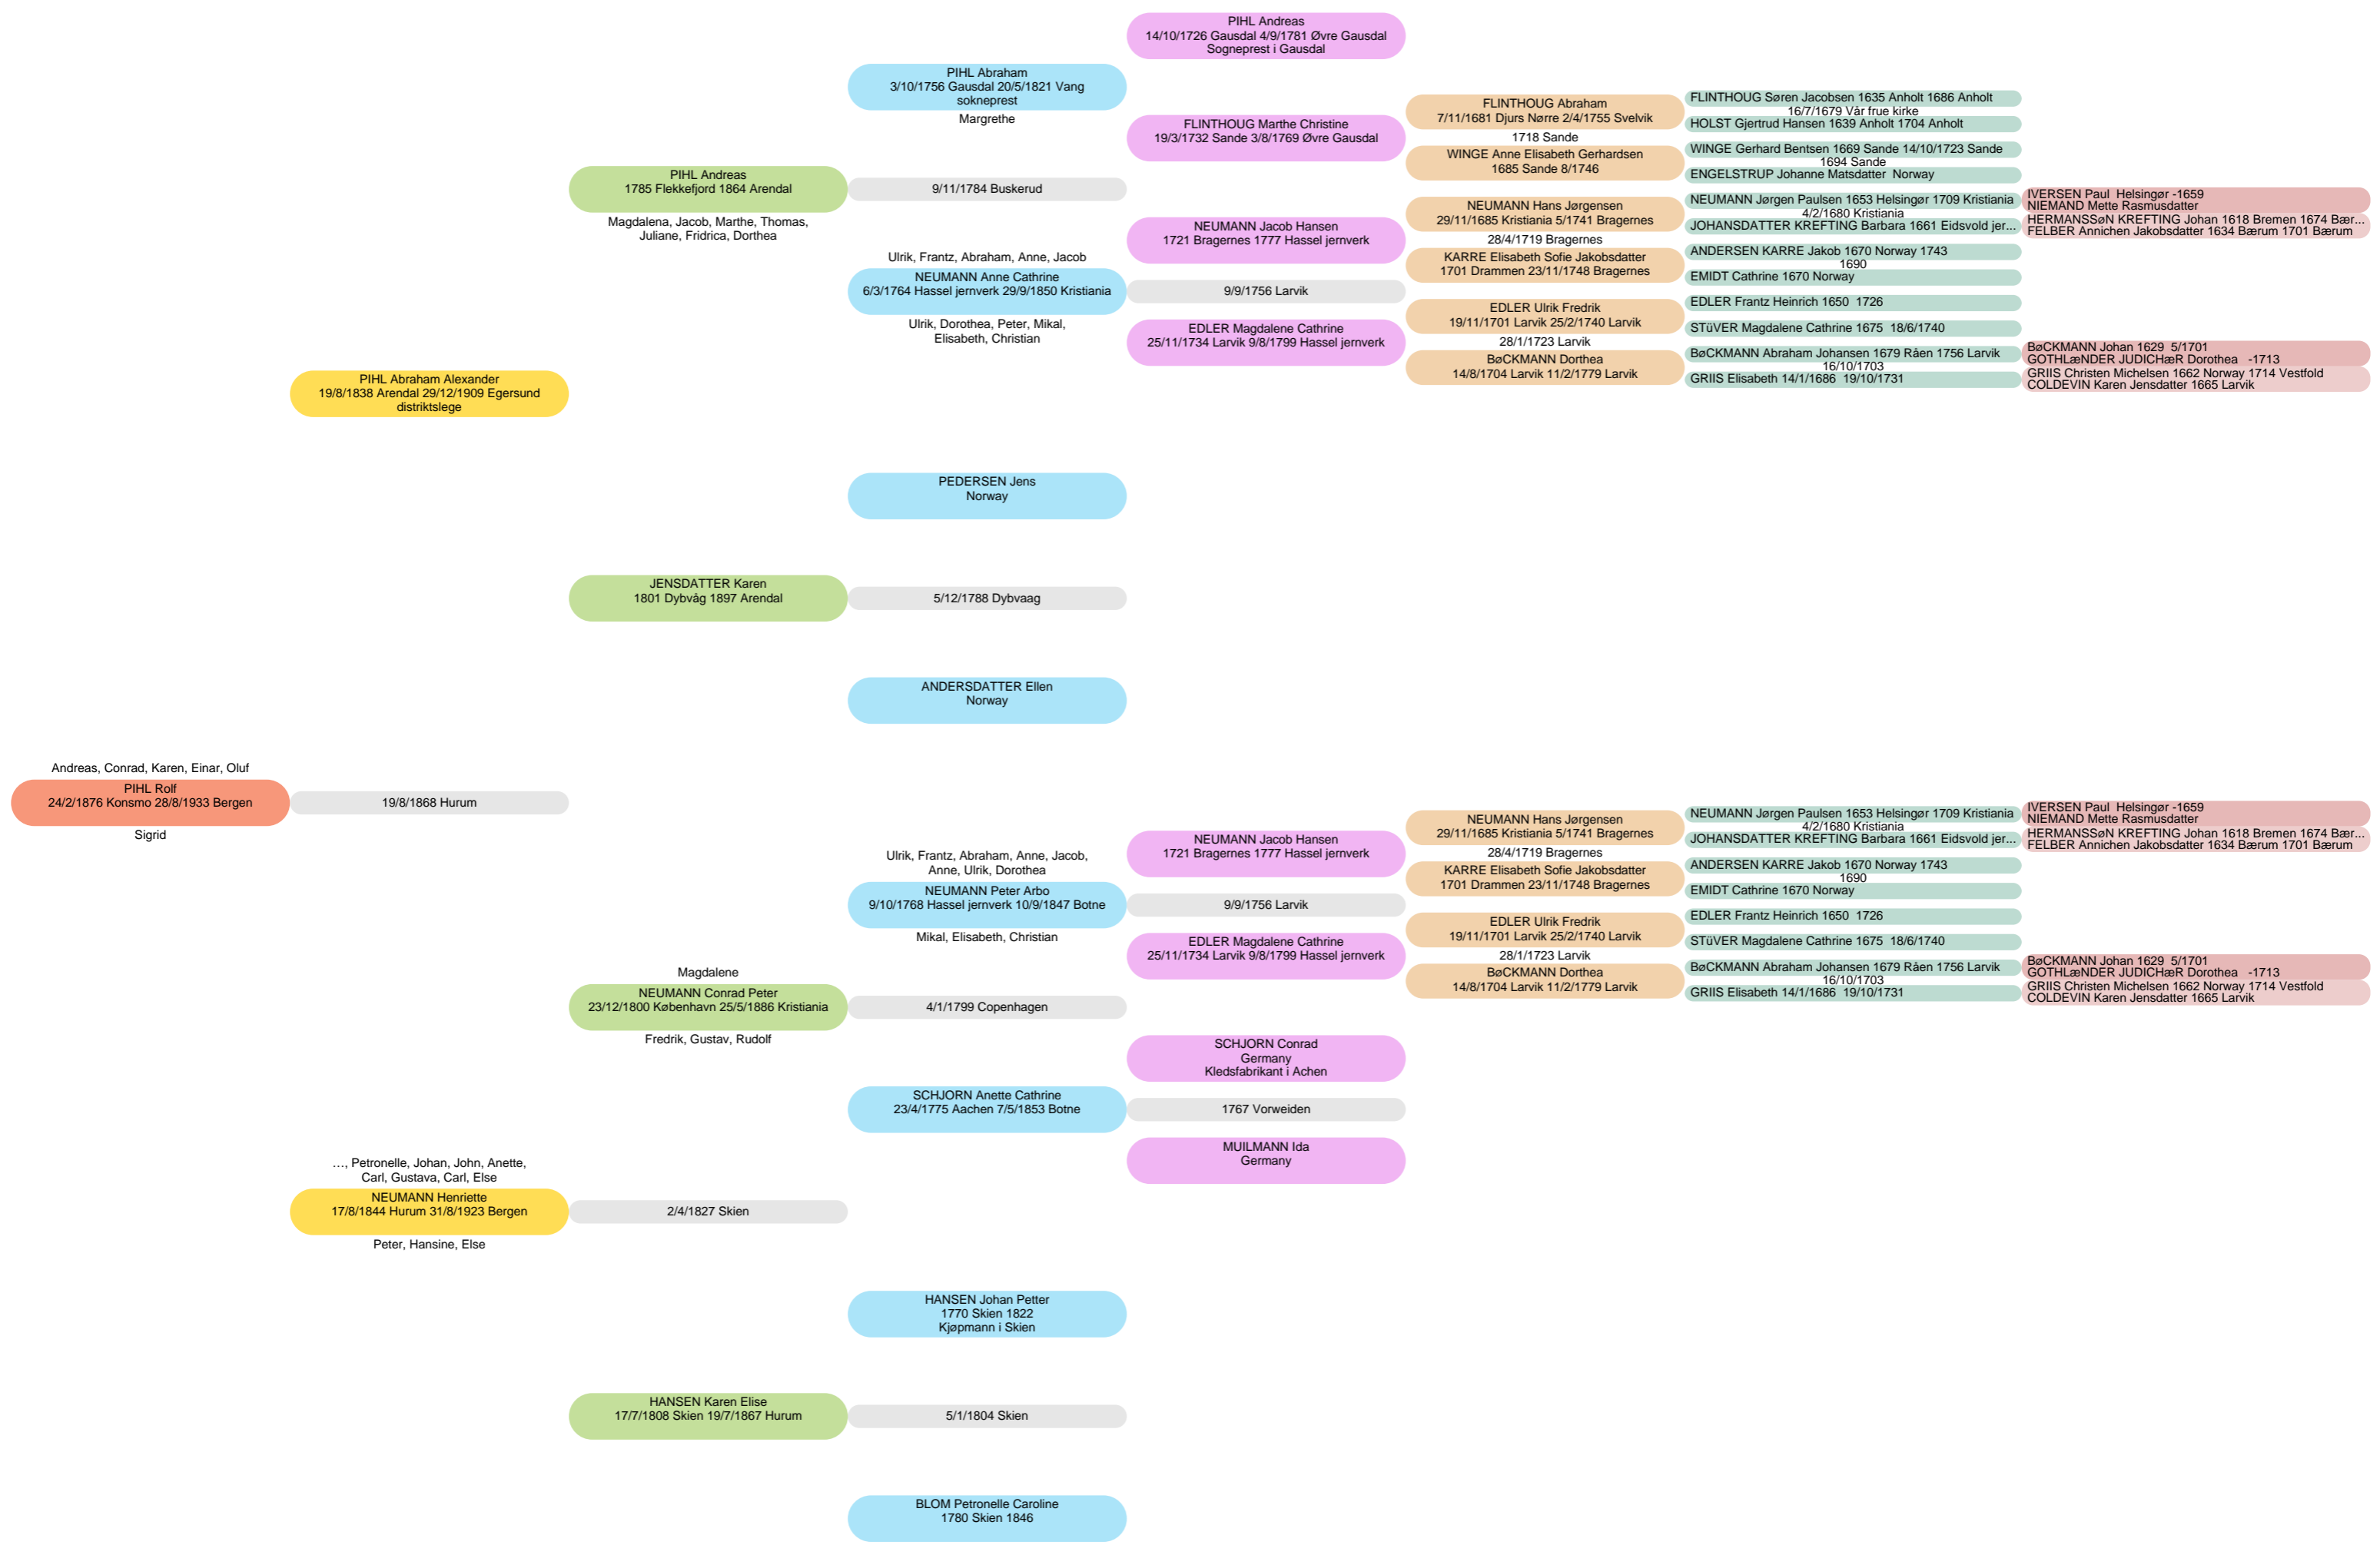 PIHL Andreas
14/10/1726 Gausdal 4/9/1781 Øvre Gausdal
Sogneprest i Gausdal
PIHL Abraham
3/10/1756 Gausdal 20/5/1821 Vang
sokneprest
Margrethe
FLINTHOUG Marthe Christine
19/3/1732 Sande 3/8/1769 Øvre Gausdal
FLINTHOUG Abraham
7/11/1681 Djurs Nørre 2/4/1755 Svelvik
1718 Sande
WINGE Anne Elisabeth Gerhardsen
1685 Sande 8/1746
FLINTHOUG Søren Jacobsen 1635 Anholt 1686 Anholt
16/7/1679 Vår frue kirke
HOLST Gjertrud Hansen 1639 Anholt 1704 Anholt
WINGE Gerhard Bentsen 1669 Sande 14/10/1723 Sande
1694 Sande
ENGELSTRUP Johanne Matsdatter  Norway
PIHL Andreas
1785 Flekkefjord 1864 Arendal
Magdalena, Jacob, Marthe, Thomas,
Juliane, Fridrica, Dorthea
9/11/1784 Buskerud
Ulrik, Frantz, Abraham, Anne, Jacob
NEUMANN Anne Cathrine
6/3/1764 Hassel jernverk 29/9/1850 Kristiania
Ulrik, Dorothea, Peter, Mikal,
Elisabeth, Christian
NEUMANN Jacob Hansen
1721 Bragernes 1777 Hassel jernverk
9/9/1756 Larvik
EDLER Magdalene Cathrine
25/11/1734 Larvik 9/8/1799 Hassel jernverk
NEUMANN Hans Jørgensen
29/11/1685 Kristiania 5/1741 Bragernes
28/4/1719 Bragernes
KARRE Elisabeth Sofie Jakobsdatter
1701 Drammen 23/11/1748 Bragernes
EDLER Ulrik Fredrik
19/11/1701 Larvik 25/2/1740 Larvik
28/1/1723 Larvik
BøCKMANN Dorthea
14/8/1704 Larvik 11/2/1779 Larvik
NEUMANN Jørgen Paulsen 1653 Helsingør 1709 Kristiania
4/2/1680 Kristiania
JOHANSDATTER KREFTING Barbara 1661 Eidsvold jer...
ANDERSEN KARRE Jakob 1670 Norway 1743
1690
EMIDT Cathrine 1670 Norway
EDLER Frantz Heinrich 1650  1726
STüVER Magdalene Cathrine 1675  18/6/1740
BøCKMANN Abraham Johansen 1679 Råen 1756 Larvik
16/10/1703
GRIIS Elisabeth 14/1/1686  19/10/1731
IVERSEN Paul  Helsingør -1659
NIEMAND Mette Rasmusdatter
HERMANSSøN KREFTING Johan 1618 Bremen 1674 Bær...
FELBER Annichen Jakobsdatter 1634 Bærum 1701 Bærum
BøCKMANN Johan 1629  5/1701
GOTHLæNDER JUDICHæR Dorothea   -1713
GRIIS Christen Michelsen 1662 Norway 1714 Vestfold
COLDEVIN Karen Jensdatter 1665 Larvik
PIHL Abraham Alexander
19/8/1838 Arendal 29/12/1909 Egersund
distriktslege
PEDERSEN Jens
Norway
JENSDATTER Karen
1801 Dybvåg 1897 Arendal
5/12/1788 Dybvaag
ANDERSDATTER Ellen
Norway
Andreas, Conrad, Karen, Einar, Oluf
PIHL Rolf
24/2/1876 Konsmo 28/8/1933 Bergen
Sigrid
19/8/1868 Hurum
Ulrik, Frantz, Abraham, Anne, Jacob,
Anne, Ulrik, Dorothea
NEUMANN Peter Arbo
9/10/1768 Hassel jernverk 10/9/1847 Botne
Mikal, Elisabeth, Christian
NEUMANN Jacob Hansen
1721 Bragernes 1777 Hassel jernverk
9/9/1756 Larvik
EDLER Magdalene Cathrine
25/11/1734 Larvik 9/8/1799 Hassel jernverk
NEUMANN Hans Jørgensen
29/11/1685 Kristiania 5/1741 Bragernes
28/4/1719 Bragernes
KARRE Elisabeth Sofie Jakobsdatter
1701 Drammen 23/11/1748 Bragernes
EDLER Ulrik Fredrik
19/11/1701 Larvik 25/2/1740 Larvik
28/1/1723 Larvik
BøCKMANN Dorthea
14/8/1704 Larvik 11/2/1779 Larvik
NEUMANN Jørgen Paulsen 1653 Helsingør 1709 Kristiania
4/2/1680 Kristiania
JOHANSDATTER KREFTING Barbara 1661 Eidsvold jer...
ANDERSEN KARRE Jakob 1670 Norway 1743
1690
EMIDT Cathrine 1670 Norway
EDLER Frantz Heinrich 1650  1726
STüVER Magdalene Cathrine 1675  18/6/1740
BøCKMANN Abraham Johansen 1679 Råen 1756 Larvik
16/10/1703
GRIIS Elisabeth 14/1/1686  19/10/1731
IVERSEN Paul  Helsingør -1659
NIEMAND Mette Rasmusdatter
HERMANSSøN KREFTING Johan 1618 Bremen 1674 Bær...
FELBER Annichen Jakobsdatter 1634 Bærum 1701 Bærum
BøCKMANN Johan 1629  5/1701
GOTHLæNDER JUDICHæR Dorothea   -1713
GRIIS Christen Michelsen 1662 Norway 1714 Vestfold
COLDEVIN Karen Jensdatter 1665 Larvik
Magdalene
NEUMANN Conrad Peter
23/12/1800 København 25/5/1886 Kristiania
Fredrik, Gustav, Rudolf
4/1/1799 Copenhagen
SCHJORN Conrad
Germany
Kledsfabrikant i Achen
SCHJORN Anette Cathrine
23/4/1775 Aachen 7/5/1853 Botne
1767 Vorweiden
MUILMANN Ida
Germany
…, Petronelle, Johan, John, Anette,
Carl, Gustava, Carl, Else
NEUMANN Henriette
17/8/1844 Hurum 31/8/1923 Bergen
Peter, Hansine, Else
2/4/1827 Skien
HANSEN Johan Petter
1770 Skien 1822
Kjøpmann i Skien
HANSEN Karen Elise
17/7/1808 Skien 19/7/1867 Hurum
5/1/1804 Skien
BLOM Petronelle Caroline
1780 Skien 1846